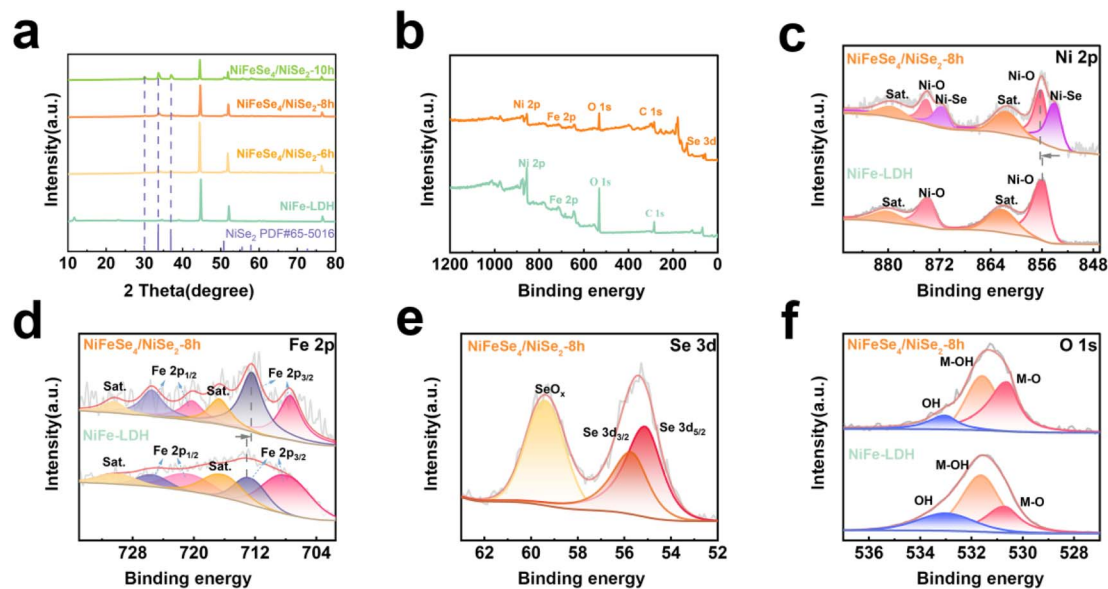 a
Intensity(a.u.)
NiFeSe₄/NiSe₂-10h
NiFeSe₄/NiSe₂-8h
NiFeSe₄/NiSe₂-6h
NiFe-LDH
NiSe₂ PDF#65-5016
10 20 30 40 50 60 70 80
2 Theta(degree)
b
Intensity(a.u.)
Ni 2p
Fe 2p
O 1s
C 1s
Se 3d
Ni 2p
Fe 2p
O 1s
C 1s
1200 1000 800 600 400 200 0
Binding energy
c
Intensity(a.u.)
NiFeSe₄/NiSe₂-8h
Ni 2p
Sat.
Ni-O
Ni-Se
Sat.
Ni-O
Ni-Se
NiFe-LDH
Sat.
Ni-O
Sat.
Ni-O
880 872 864 856 848
Binding energy
d
Intensity(a.u.)
NiFeSe₄/NiSe₂-8h
Fe 2p
Sat.
Fe 2p₁/₂
Sat.
Fe 2p₃/₂
NiFe-LDH
Sat.
Fe 2p₁/₂
Sat.
Fe 2p₃/₂
728 720 712 704
Binding energy
e
Intensity(a.u.)
NiFeSe₄/NiSe₂-8h
Se 3d
SeOₓ
Se 3d₃/₂
Se 3d₅/₂
62 60 58 56 54 52
Binding energy
f
Intensity(a.u.)
NiFeSe₄/NiSe₂-8h
O 1s
M-OH
M-O
OH
NiFe-LDH
M-OH
OH
M-O
536 534 532 530 528
Binding energy